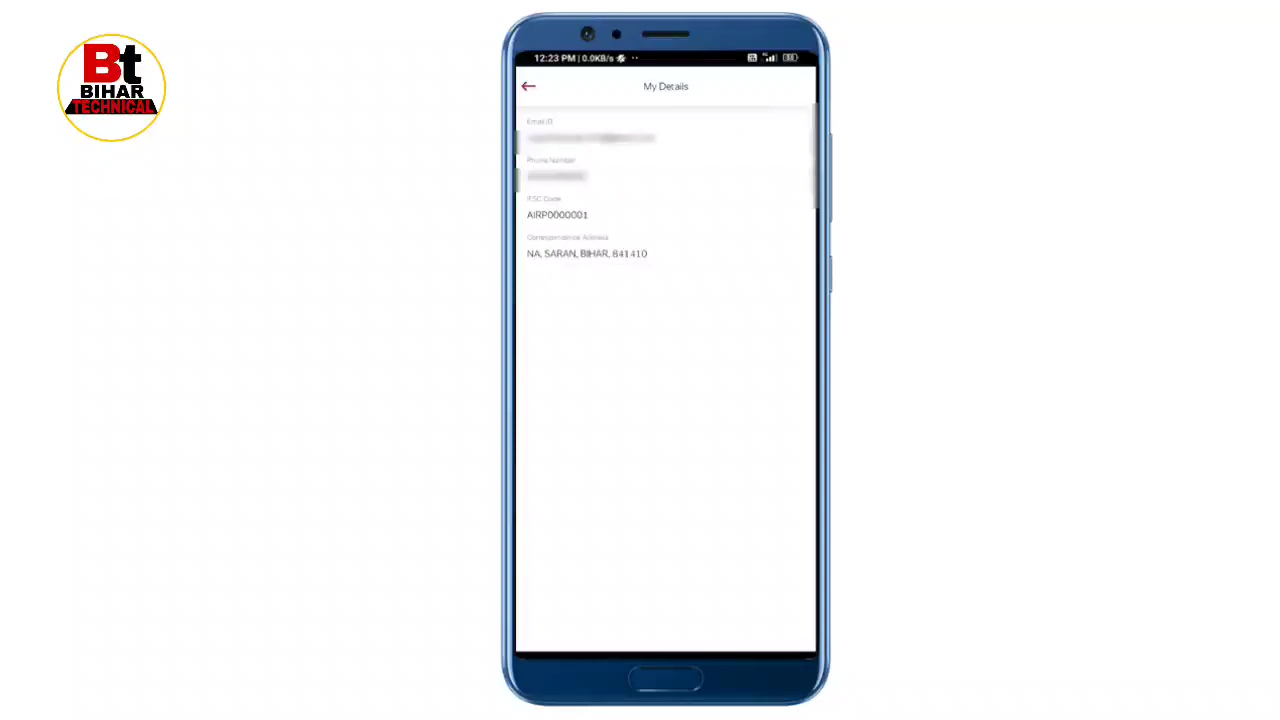 Bt
BIHAR
TECHNICAL
12:23 PM | 0.0KB/s
My Details
Email ID
Phone Number
IFSC Code
AIRP0000001
Correspondence Address
NA, SARAN, BIHAR, 841410